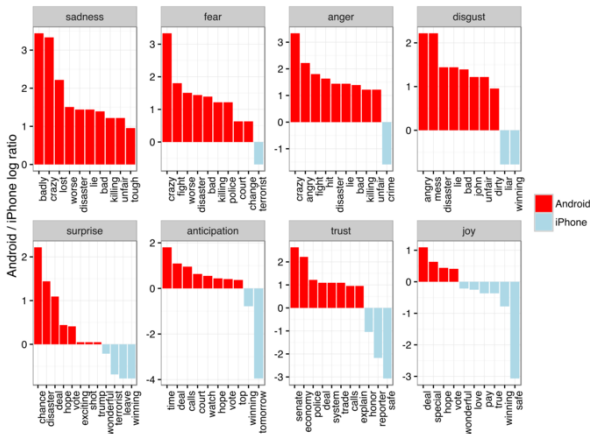 Android / iPhone log ratio
sadness
3
2
1
0
badly
crazy
lost
worse
disaster
lie
bad
killing
unfair
tough
fear
3
2
1
0
crazy
fight
worse
disaster
bad
killing
police
court
change
terrorist
anger
3
2
1
0
-1
crazy
angry
fight
hit
disaster
lie
bad
killing
unfair
crime
disgust
2
1
0
angry
mess
disaster
lie
bad
john
unfair
dirty
liar
winning
surprise
2
1
0
chance
disaster
deal
hope
vote
exciting
shot
trump
wonderful
terrorist
leave
winning
anticipation
2
0
-2
-4
time
deal
calls
court
watch
hope
vote
top
winning
tomorrow
trust
2
1
0
-1
-2
-3
senate
economy
police
deal
system
trade
calls
explain
honor
reporter
safe
joy
1
0
-1
-2
-3
deal
special
hope
vote
wonderful
love
pay
true
winning
safe
Android
iPhone